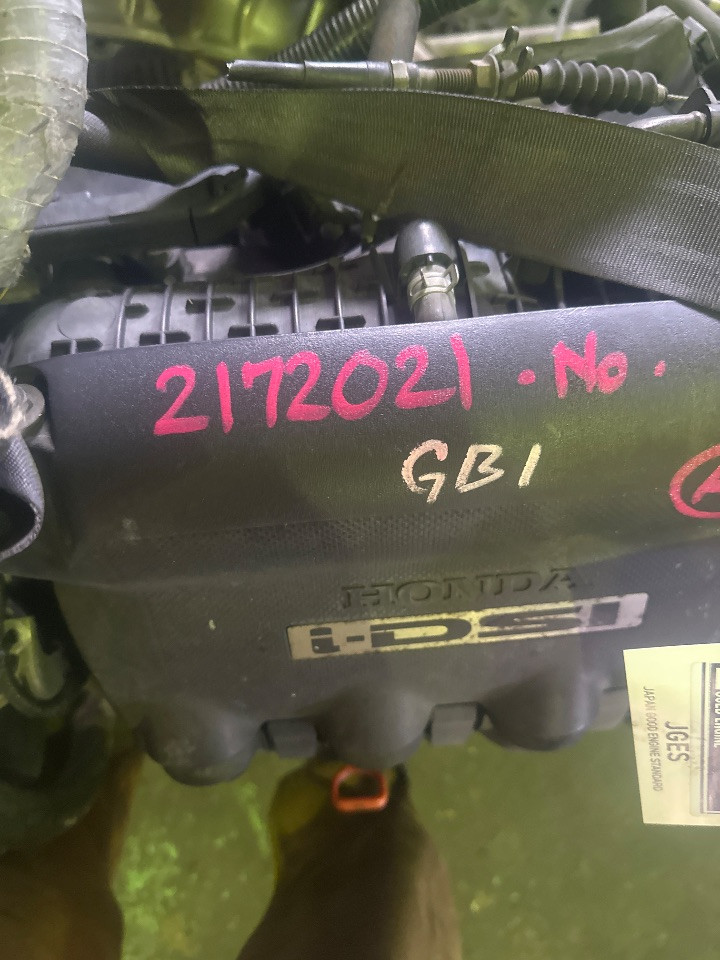 2172021 · No ·
GB1
HONDA
i-DSI
JGES
JAPAN GOOD ENGINE STANDARD